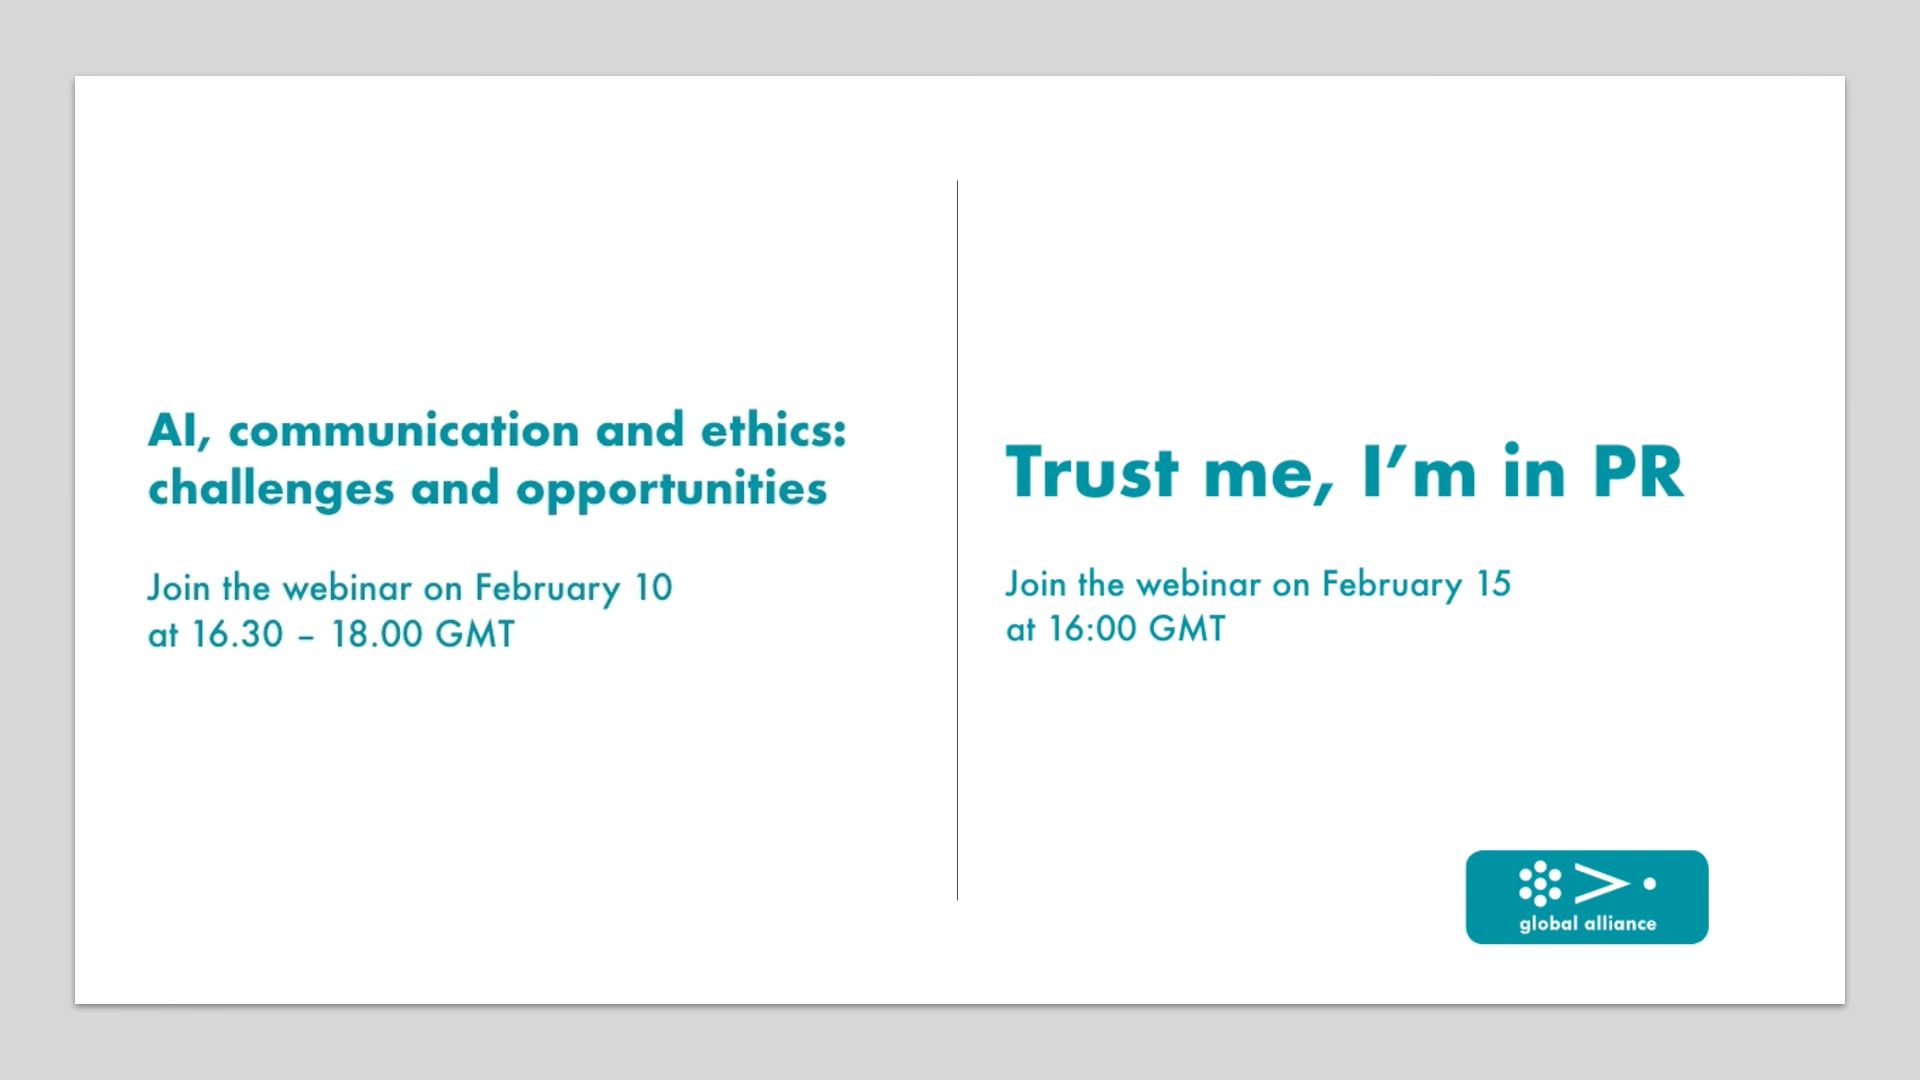 AI, communication and ethics:
challenges and opportunities
Join the webinar on February 10
at 16.30 – 18.00 GMT
Trust me, I’m in PR
Join the webinar on February 15
at 16:00 GMT
global alliance